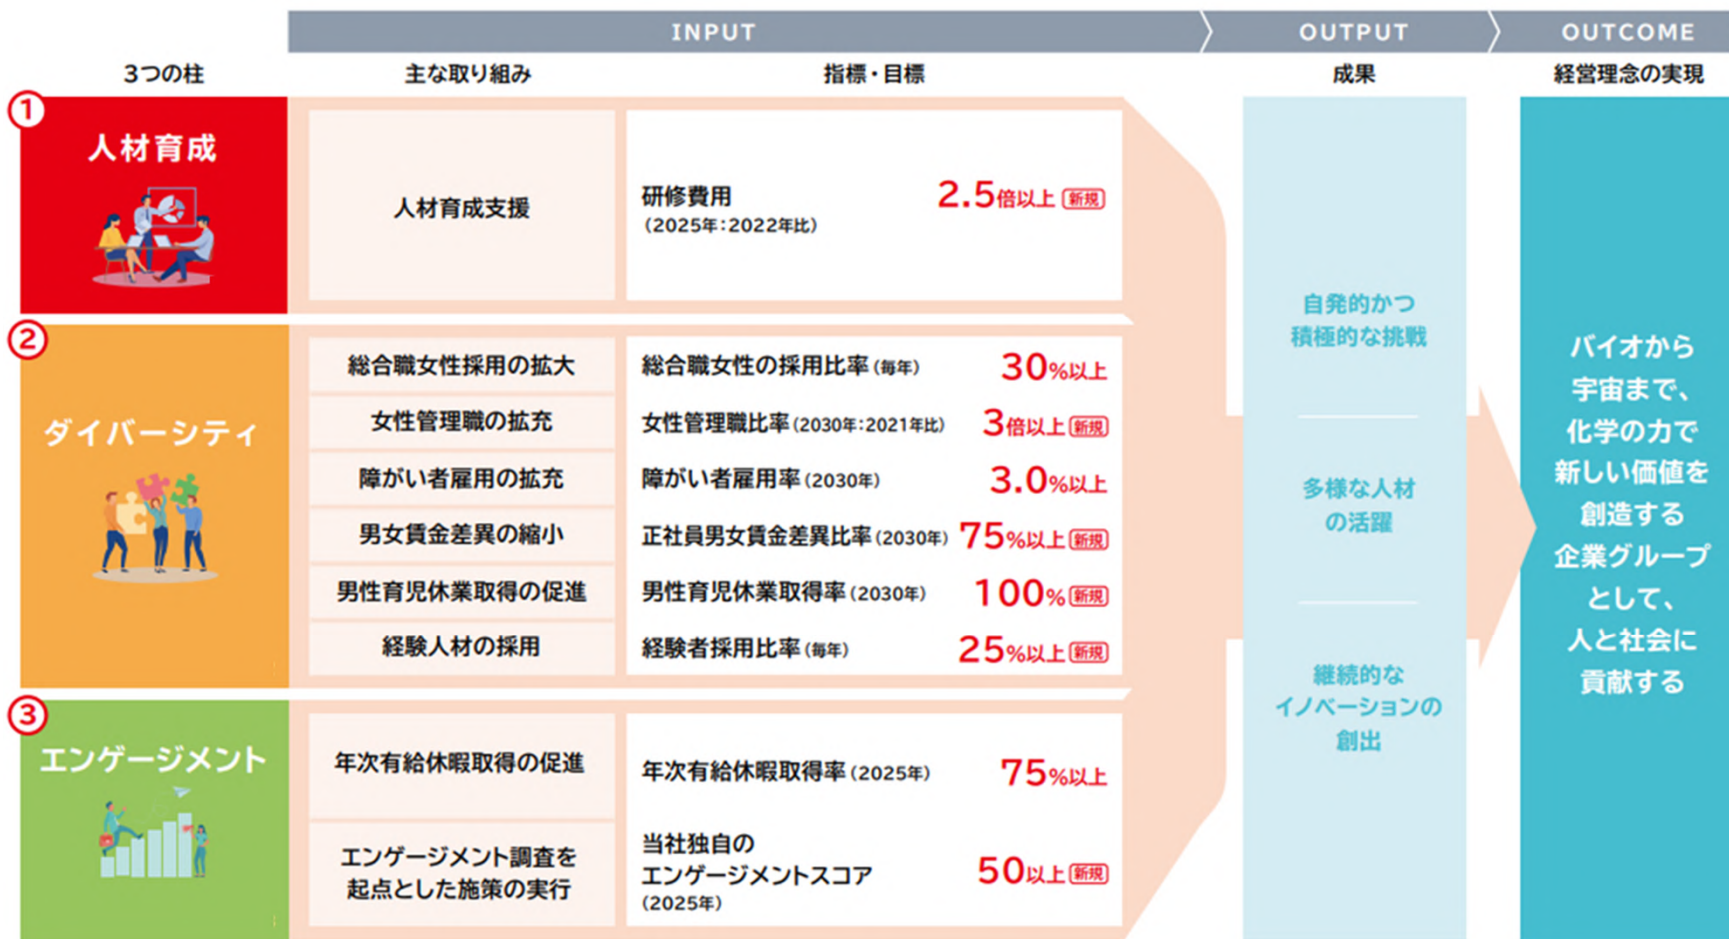 INPUT
OUTPUT
OUTCOME
3つの柱
主な取り組み
指標・目標
成果
経営理念の実現
1
人材育成
人材育成支援
研修費用
(2025年:2022年比)
2.5倍以上 新規
2
ダイバーシティ
総合職女性採用の拡大
総合職女性の採用比率(毎年)
30%以上
女性管理職の拡充
女性管理職比率(2030年:2021年比)
3倍以上 新規
障がい者雇用の拡充
障がい者雇用率(2030年)
3.0%以上
男女賃金差異の縮小
正社員男女賃金差異比率(2030年)
75%以上 新規
男性育児休業取得の促進
男性育児休業取得率(2030年)
100% 新規
経験人材の採用
経験者採用比率(毎年)
25%以上 新規
3
エンゲージメント
年次有給休暇取得の促進
年次有給休暇取得率(2025年)
75%以上
エンゲージメント調査を
起点とした施策の実行
当社独自の
エンゲージメントスコア
(2025年)
50以上 新規
自発的かつ
積極的な挑戦
多様な人材
の活躍
継続的な
イノベーションの
創出
バイオから
宇宙まで、
化学の力で
新しい価値を
創造する
企業グループ
として、
人と社会に
貢献する